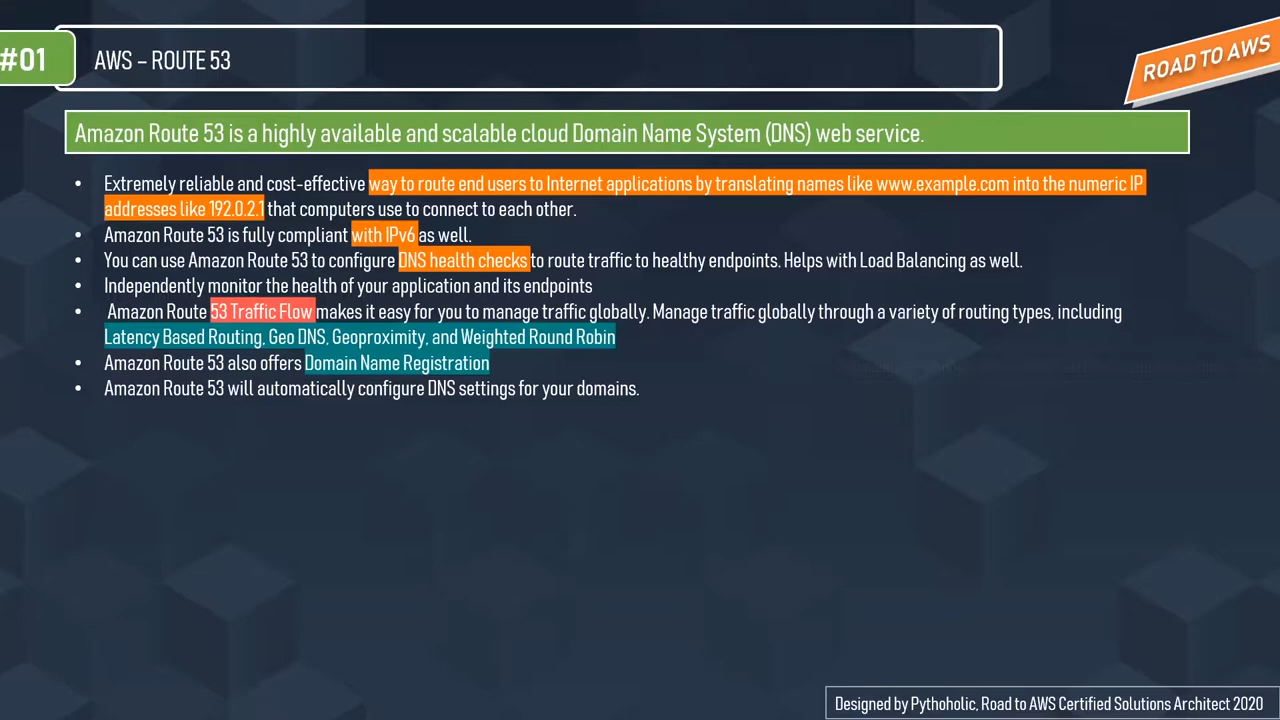 #01
AWS – ROUTE 53
ROAD TO AWS
Amazon Route 53 is a highly available and scalable cloud Domain Name System (DNS) web service.
• Extremely reliable and cost-effective way to route end users to Internet applications by translating names like www.example.com into the numeric IP
addresses like 192.0.2.1 that computers use to connect to each other.
• Amazon Route 53 is fully compliant with IPv6 as well.
• You can use Amazon Route 53 to configure DNS health checks to route traffic to healthy endpoints. Helps with Load Balancing as well.
• Independently monitor the health of your application and its endpoints
• Amazon Route 53 Traffic Flow makes it easy for you to manage traffic globally. Manage traffic globally through a variety of routing types, including
Latency Based Routing, Geo DNS, Geoproximity, and Weighted Round Robin
• Amazon Route 53 also offers Domain Name Registration
• Amazon Route 53 will automatically configure DNS settings for your domains.
Designed by Pythoholic, Road to AWS Certified Solutions Architect 2020